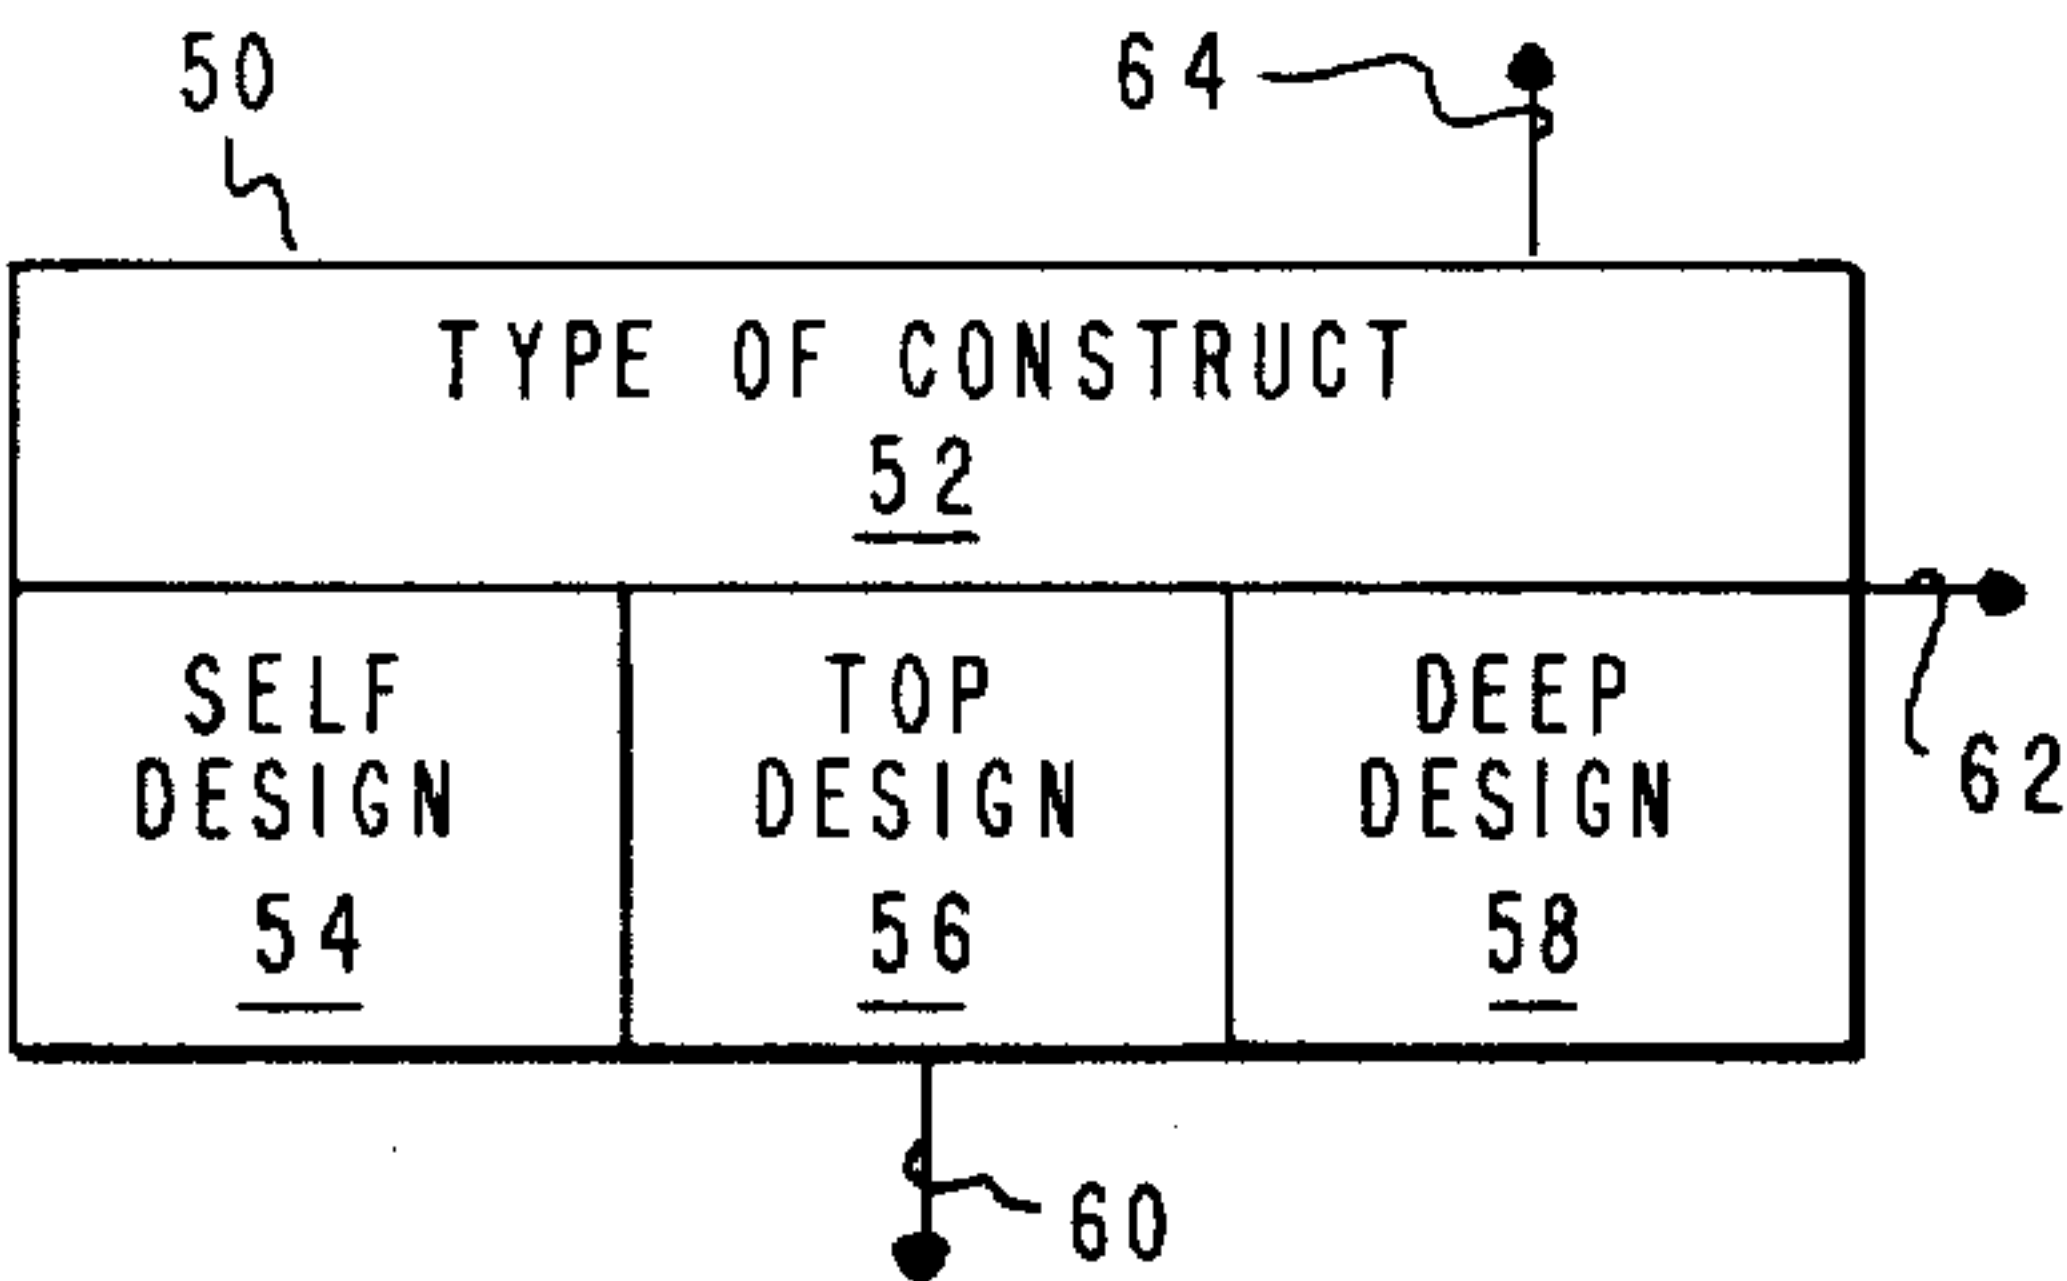 50
64
TYPE OF CONSTRUCT
52
SELF
DESIGN
54
TOP
DESIGN
56
DEEP
DESIGN
58
62
60